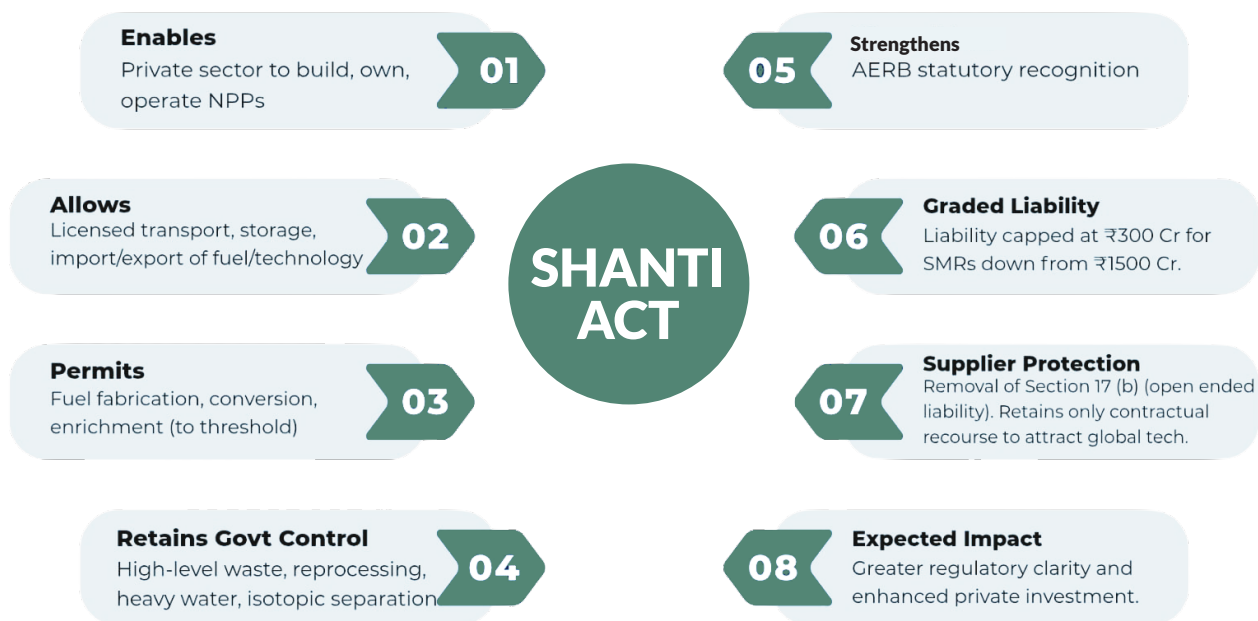 Enables
Private sector to build, own,
operate NPPs
01
Allows
Licensed transport, storage,
import/export of fuel/technology
02
Permits
Fuel fabrication, conversion,
enrichment (to threshold)
03
Retains Govt Control
High-level waste, reprocessing,
heavy water, isotopic separation
04
SHANTI
ACT
05
Strengthens
AERB statutory recognition
06
Graded Liability
Liability capped at ₹300 Cr for
SMRs down from ₹1500 Cr.
07
Supplier Protection
Removal of Section 17 (b) (open ended
liability). Retains only contractual
recourse to attract global tech.
08
Expected Impact
Greater regulatory clarity and
enhanced private investment.